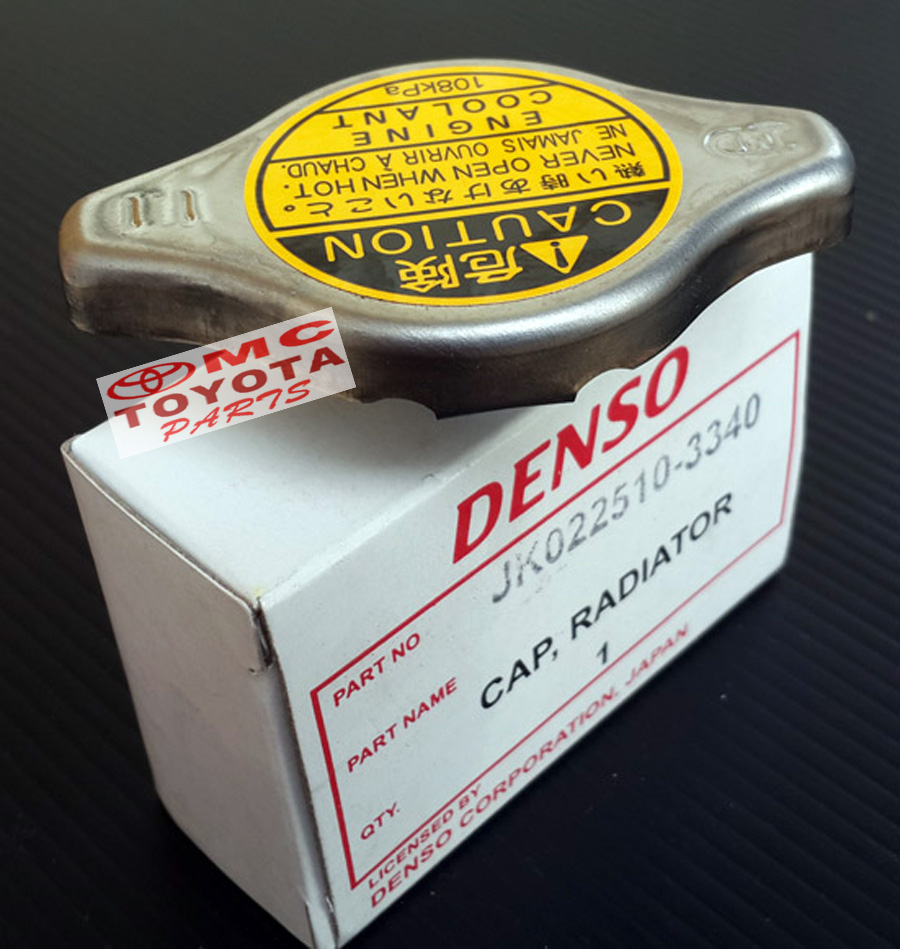 危険
CAUTION
熱い時あけないこと。
NEVER OPEN WHEN HOT.
NE JAMAIS OUVRIR À CHAUD.
ENGINE
COOLANT
108kPa
MC
TOYOTA
PARTS
DENSO
PART NO
JK022510-3340
PART NAME
CAP, RADIATOR
QTY.
1
LICENSED BY
DENSO CORPORATION, JAPAN